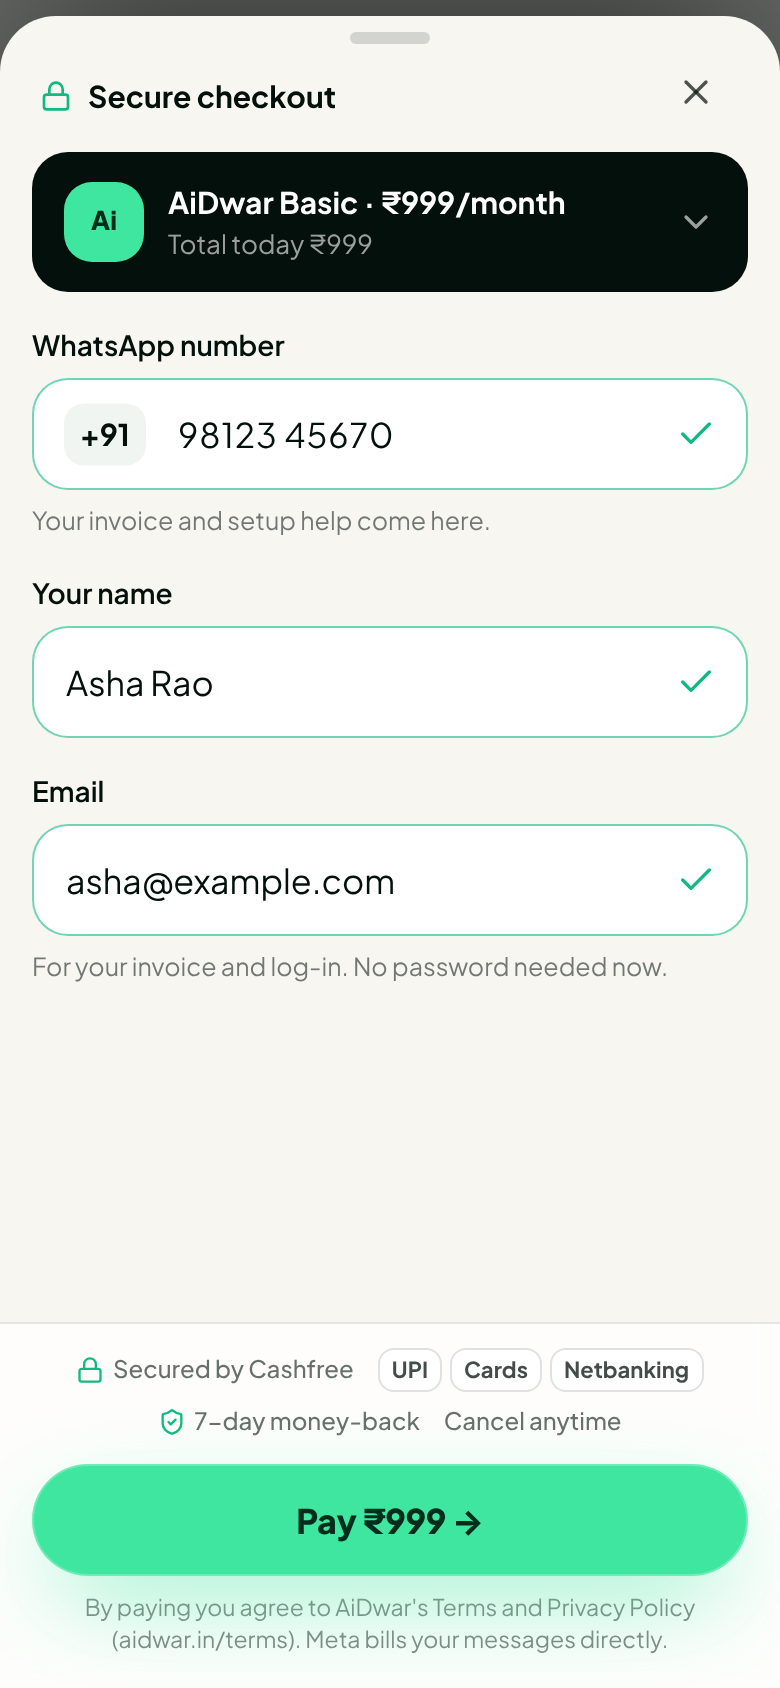 Secure checkout
Ai
AiDwar Basic · ₹999/month
Total today ₹999
WhatsApp number
+91 98123 45670
Your invoice and setup help come here.
Your name
Asha Rao
Email
asha@example.com
For your invoice and log-in. No password needed now.
Secured by Cashfree UPI Cards Netbanking
7-day money-back Cancel anytime
Pay ₹999 →
By paying you agree to AiDwar's Terms and Privacy Policy
(aidwar.in/terms). Meta bills your messages directly.